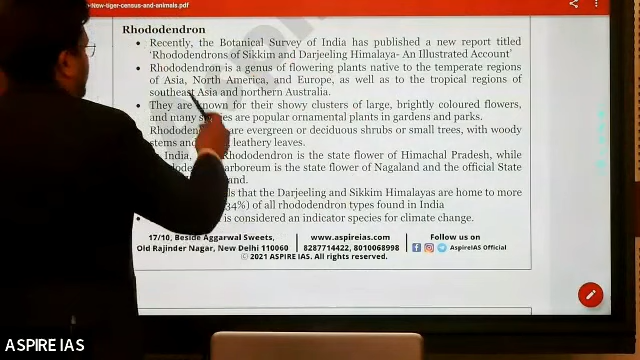 Now-Tiger-census-and-animals.pdf
Rhododendron
Recently, the Botanical Survey of India has published a new report titled
'Rhododendrons of Sikkim and Darjeeling Himalaya- An Illustrated Account'
Rhododendron is a genus of flowering plants native to the temperate regions
of Asia, North America, and Europe, as well as to the tropical regions of
southeast Asia and northern Australia.
They are known for their showy clusters of large, brightly coloured flowers,
and many are popular ornamental plants in gardens and parks.
are evergreen or deciduous shrubs or small trees, with woody
stems leathery leaves.
India, Rhododendron is the state flower of Himachal Pradesh, while
arboreum is the state flower of Nagaland and the official State
that the Darjeeling and Sikkim Himalayas are home to more
34%) of all rhododendron types found in India
is considered an indicator species for climate change.
17/10, Beside Aggarwal Sweets,
Old Rajinder Nagar, New Delhi 110060
www.aspireias.com
8287714422, 8010068998
Follow us on
AspireIAS Official
© 2021 ASPIRE IAS. All rights reserved.
ASPIRE IAS